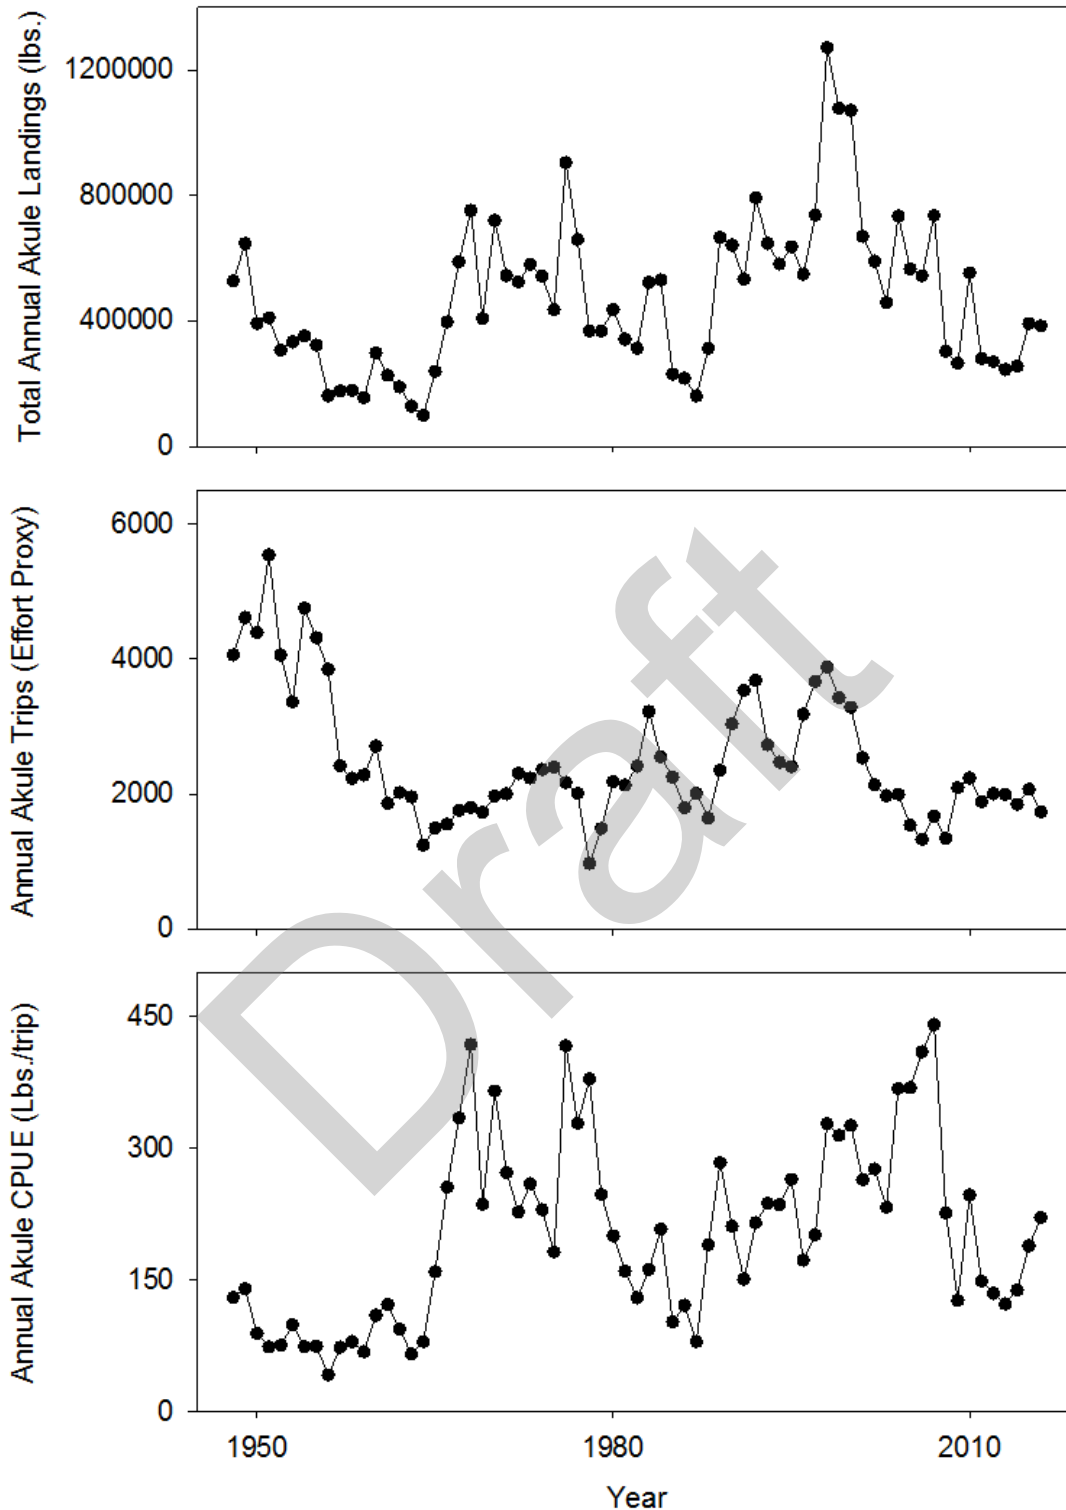 Total Annual Akule Landings (lbs.)
1200000
800000
400000
0
Annual Akule Trips (Effort Proxy)
6000
4000
2000
0
Annual Akule CPUE (Lbs./trip)
450
300
150
0
1950 1980 2010
Year
Draft